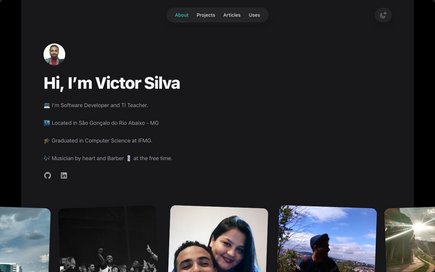 About Projects Articles Uses
Hi, I’m Victor Silva
💻 I'm Software Developer and TI Teacher.
🌃 Located in São Gonçalo do Rio Abaixo - MG
🎓 Graduated in Computer Science at IFMG.
🎶 Musician by heart and Barber 💈 at the free time.